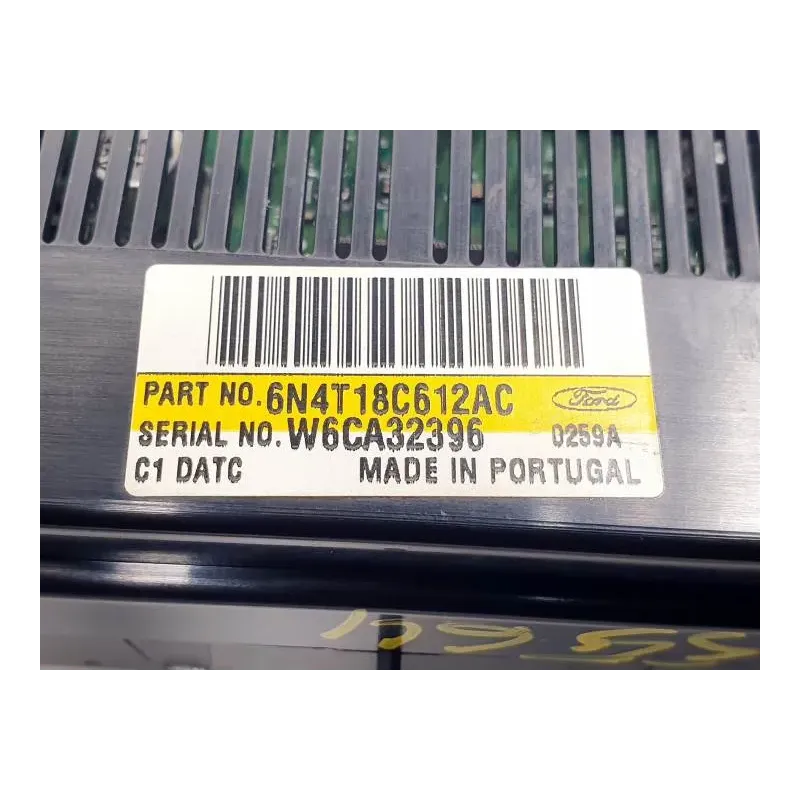 PART NO. 6N4T18C612AC Ford
SERIAL NO. W6CA32396 0259A
C1 DATC MADE IN PORTUGAL